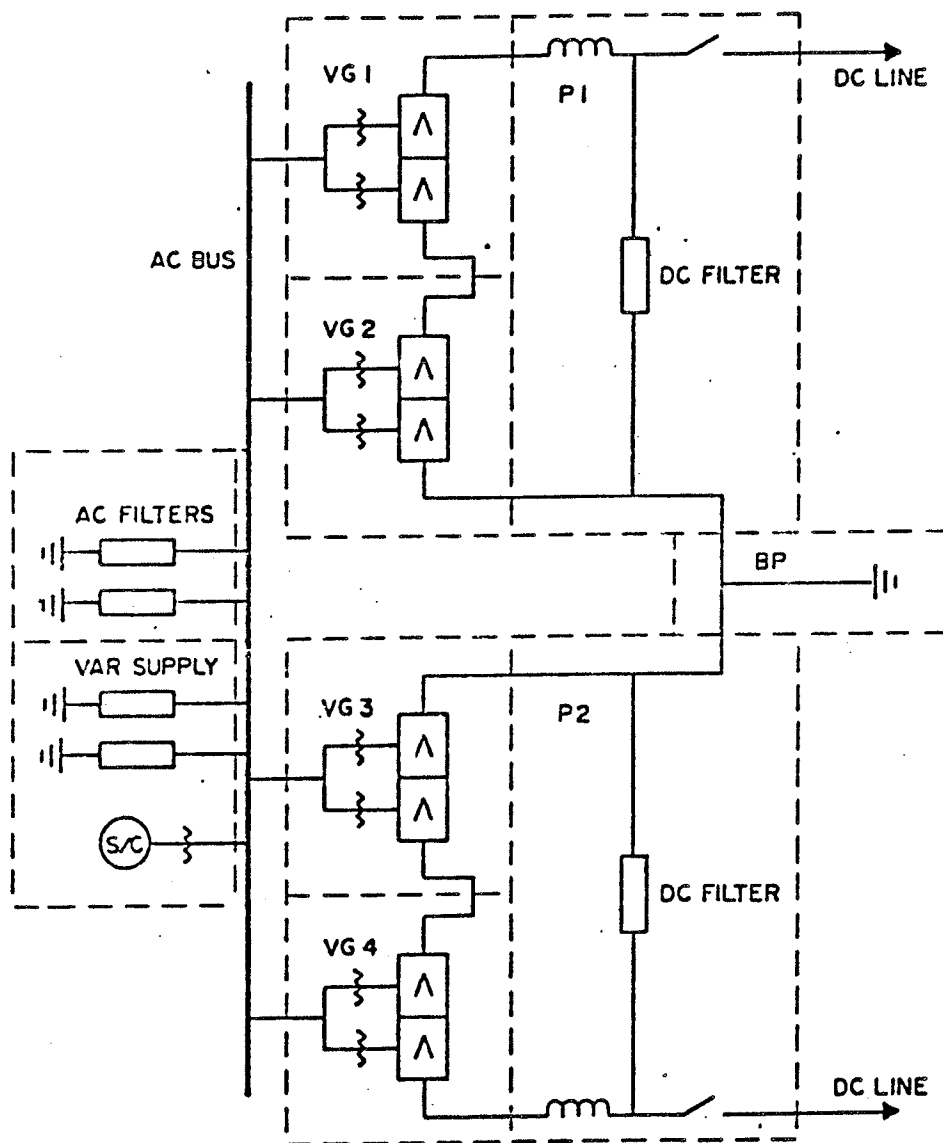 VG 1
P1
DC LINE
AC BUS
DC FILTER
VG 2
AC FILTERS
BP
VAR SUPPLY
VG 3
P2
S/C
DC FILTER
VG 4
DC LINE